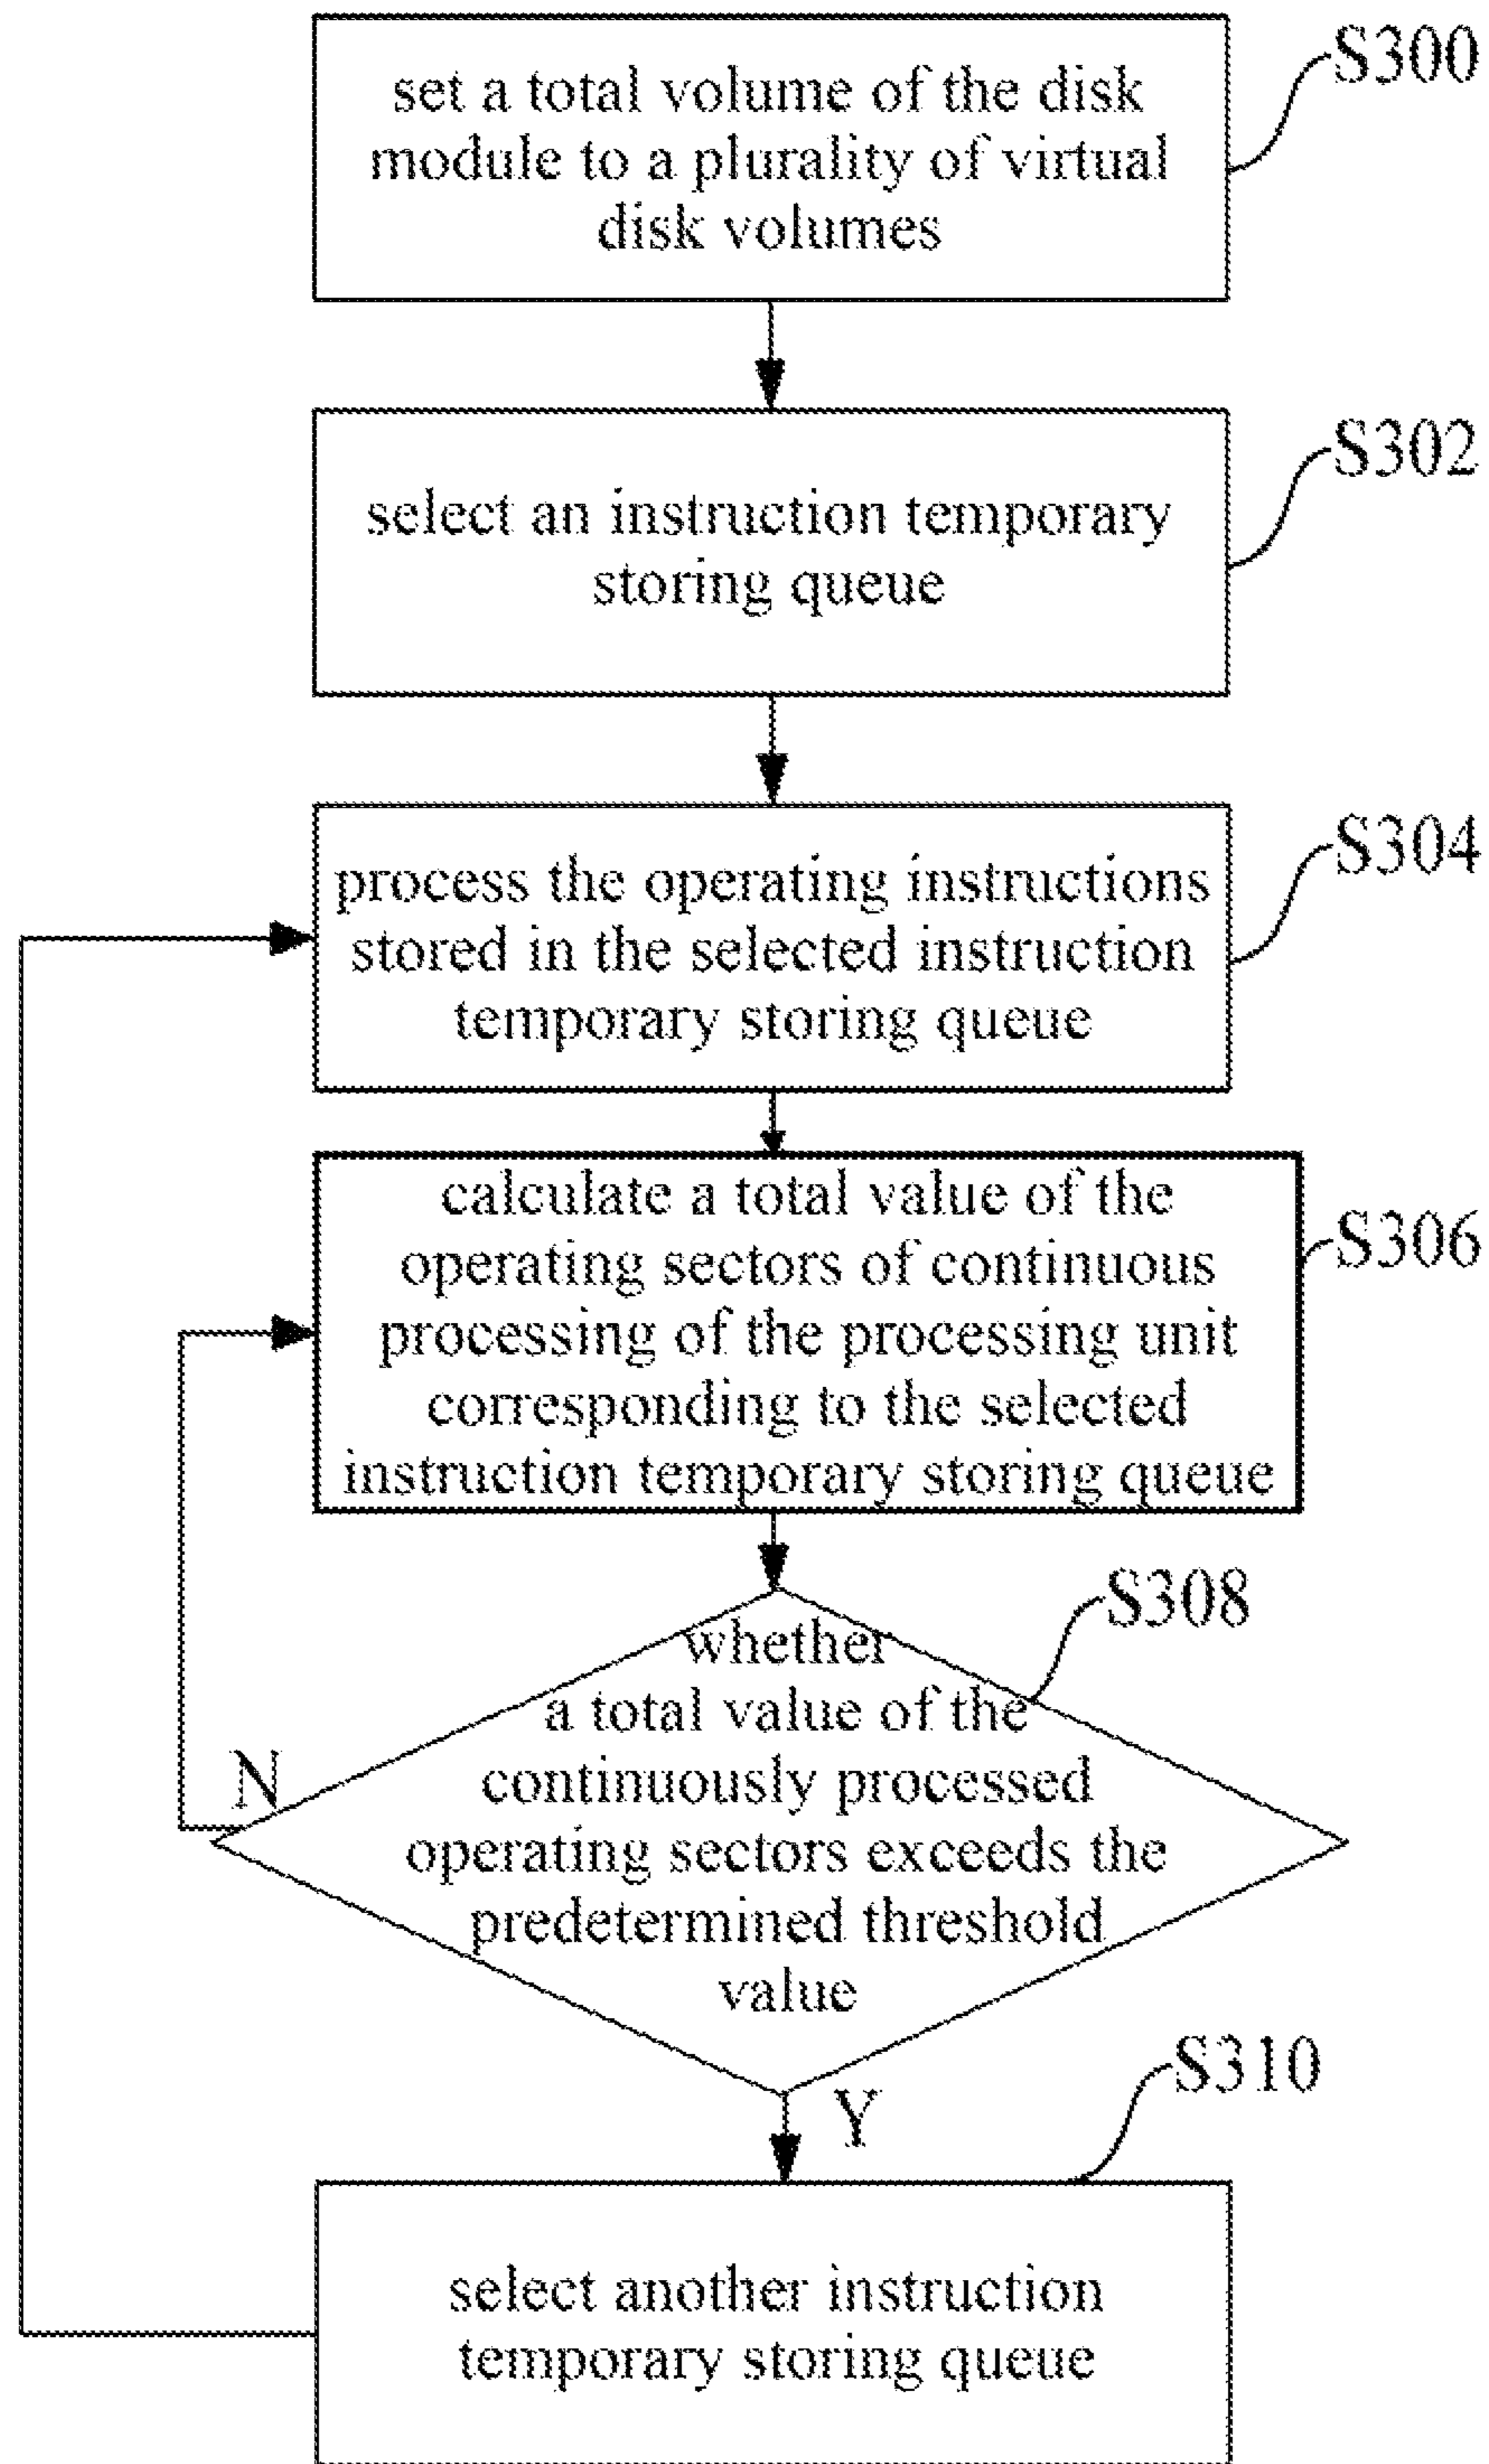 set a total volume of the disk
module to a plurality of virtual
disk volumes
S300
select an instruction temporary
storing queue
S302
process the operating instructions
stored in the selected instruction
temporary storing queue
S304
calculate a total value of the
operating sectors of continuous
processing of the processing unit
corresponding to the selected
instruction temporary storing queue
S306
whether
a total value of the
continuously processed
operating sectors exceeds the
predetermined threshold
value
S308
N
Y
S310
select another instruction
temporary storing queue